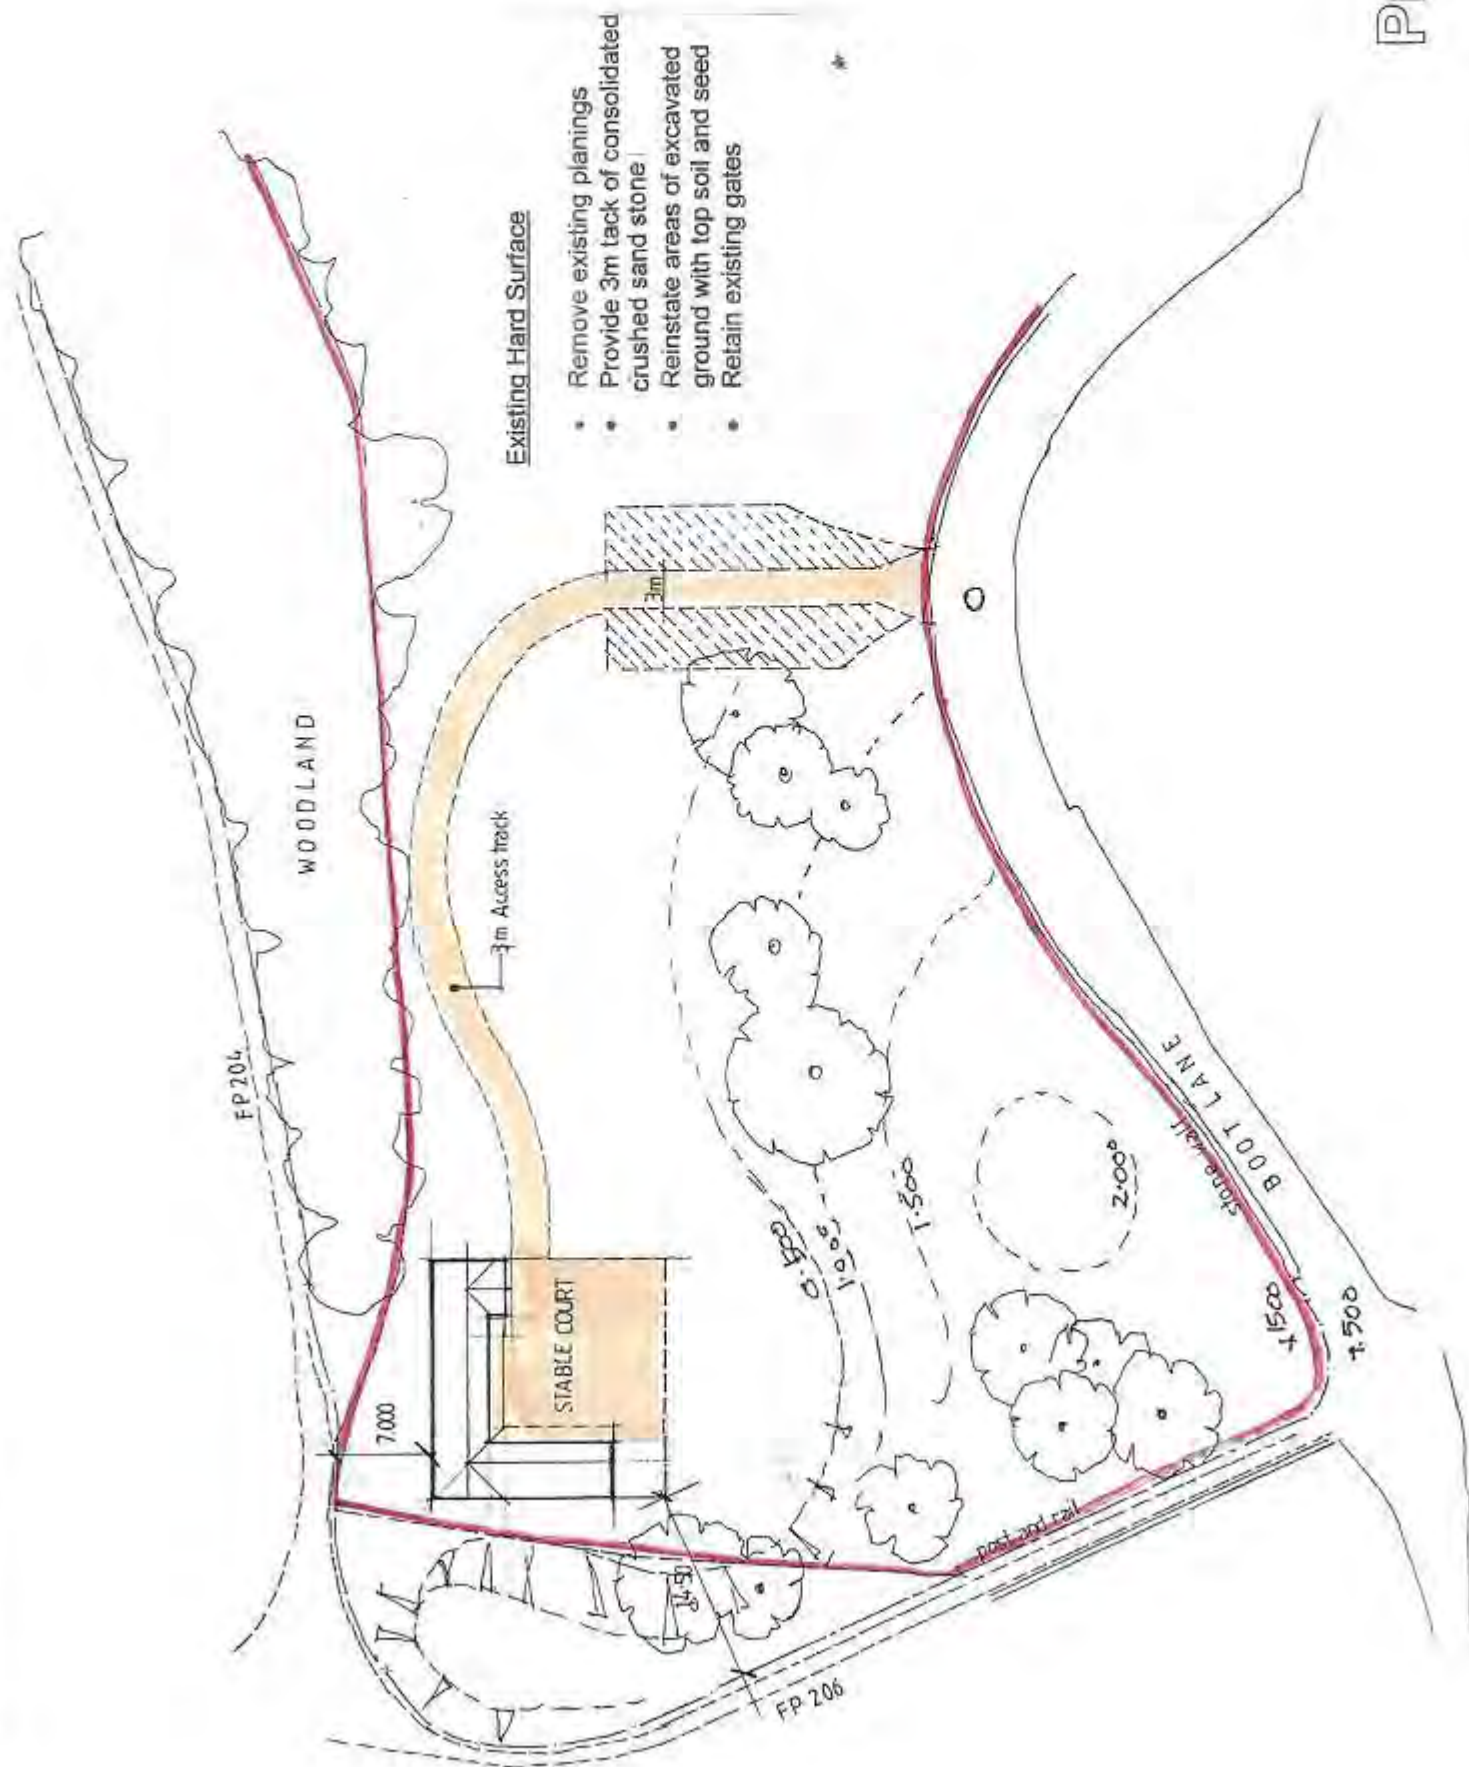 Existing Hard Surface
• Remove existing planings
• Provide 3m tack of consolidated
crushed sand stone
• Reinstate areas of excavated
ground with top soil and seed
• Retain existing gates
FP 204
WOODLAND
3m
3m Access track
7.000
STABLE COURT
1.000
1.500
2.000
stone wall
BOOT LANE
post and rail
FP 206